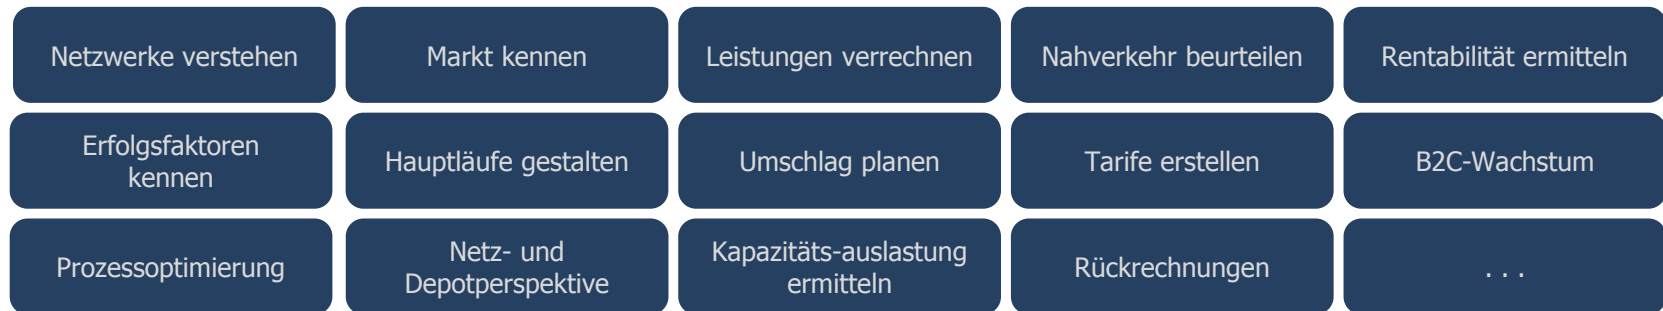 Netzwerke verstehen
Markt kennen
Leistungen verrechnen
Nahverkehr beurteilen
Rentabilität ermitteln
Erfolgsfaktoren
kennen
Hauptläufe gestalten
Umschlag planen
Tarife erstellen
B2C-Wachstum
Prozessoptimierung
Netz- und
Depotperspektive
Kapazitäts-auslastung
ermitteln
Rückrechnungen
. . .